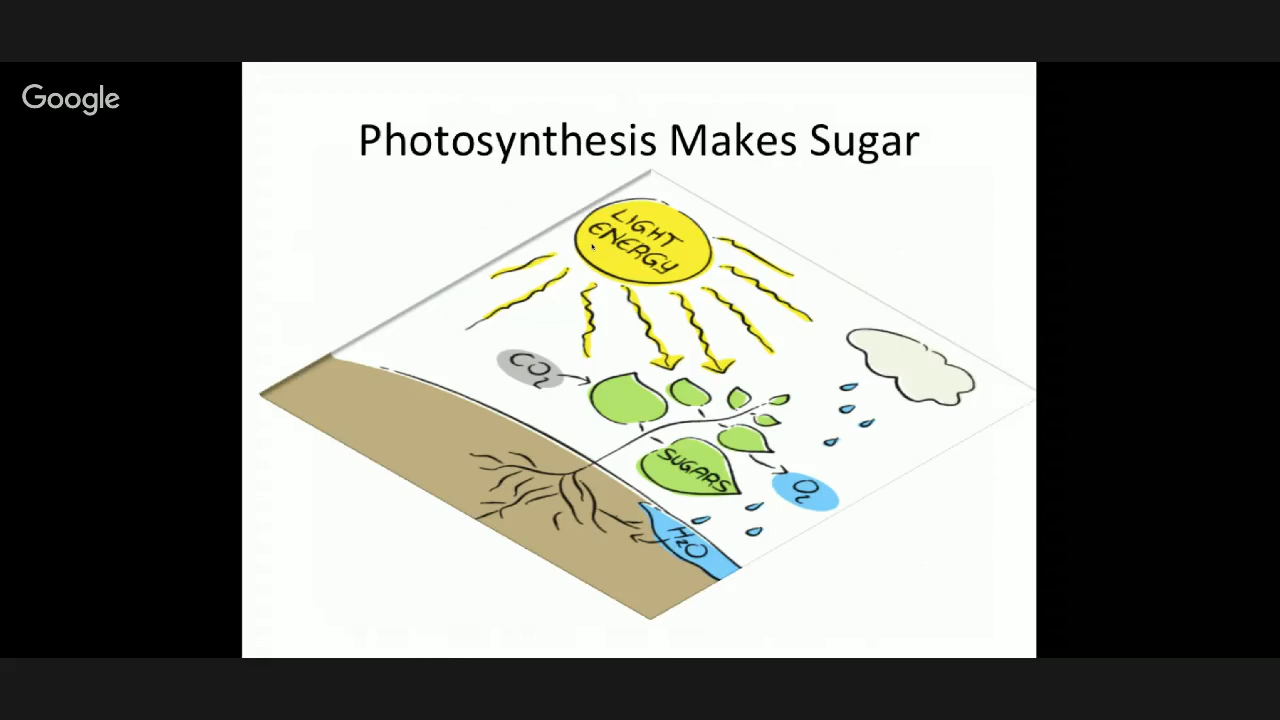 Google
Photosynthesis Makes Sugar
LIGHT
ENERGY
CO₂
SUGARS
O₂
H₂O